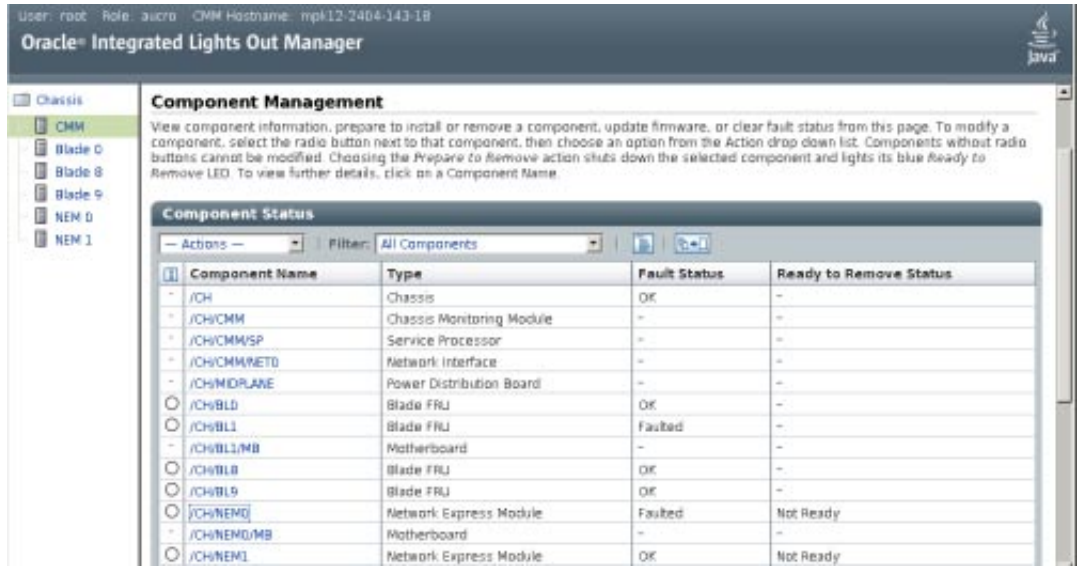 User: root Role: aucro CMM Hostname: mpk12-2404-143-18
Oracle® Integrated Lights Out Manager
Java
Chassis
CMM
Blade 0
Blade 8
Blade 9
NEM 0
NEM 1
Component Management
View component information, prepare to install or remove a component, update firmware, or clear fault status from this page. To modify a
component, select the radio button next to that component, then choose an option from the Action drop down list. Components without radio
buttons cannot be modified. Choosing the Prepare to Remove action shuts down the selected component and lights its blue Ready to
Remove LED. To view further details, click on a Component Name.
Component Status
— Actions — Filter: All Components
Component Name Type Fault Status Ready to Remove Status
- /CH Chassis OK -
- /CH/CMM Chassis Monitoring Module - -
- /CH/CMM/SP Service Processor - -
- /CH/CMM/NET0 Network Interface - -
- /CH/MIDPLANE Power Distribution Board - -
/CH/BL0 Blade FRU OK -
/CH/BL1 Blade FRU Faulted -
- /CH/BL1/MB Motherboard - -
/CH/BL8 Blade FRU OK -
/CH/BL9 Blade FRU OK -
/CH/NEM0 Network Express Module Faulted Not Ready
- /CH/NEM0/MB Motherboard - -
/CH/NEM1 Network Express Module OK Not Ready